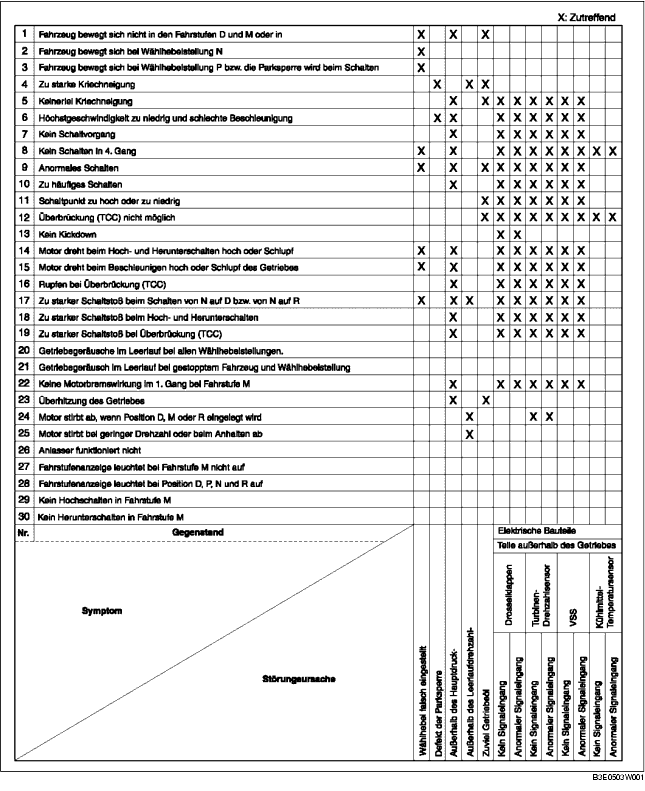 X: Zutreffend
1 Fahrzeug bewegt sich nicht in den Fahrstufen D und M oder in X X X
2 Fahrzeug bewegt sich bei Wählhebelstellung N X
3 Fahrzeug bewegt sich bei Wählhebelstellung P bzw. die Parksperre wird beim Schalten X
4 Zu starke Kriechneigung X X X
5 Keinerlei Kriechneigung X X X X X X X X
6 Höchstgeschwindigkeit zu niedrig und schlechte Beschleunigung X X X X X X X X
7 Kein Schaltvorgang X X X X X X X
8 Kein Schalten in 4. Gang X X X X X X X X X X
9 Anormales Schalten X X X X X X X X X
10 Zu häufiges Schalten X X X X X X X
11 Schaltpunkt zu hoch oder zu niedrig X X X X X X X
12 Überbrückung (TCC) nicht möglich X X X X X X X X X
13 Kein Kickdown X X
14 Motor dreht beim Hoch- und Herunterschalten hoch oder Schlupf X X X X X X X X
15 Motor dreht beim Beschleunigen hoch oder Schlupf des Getriebes X X X X X X X X
16 Rupfen bei Überbrückung (TCC) X X X X X X X
17 Zu starker Schaltstoß beim Schalten von N auf D bzw. von N auf R X X X X X X X X X
18 Zu starker Schaltstoß beim Hoch- und Herunterschalten X X X X X X X
19 Zu starker Schaltstoß bei Überbrückung (TCC) X X X X X X X
20 Getriebegeräusche im Leerlauf bei allen Wählhebelstellungen.
21 Getriebegeräusch im Leerlauf bei gestopptem Fahrzeug und Wählhebelstellung
22 Keine Motorbremswirkung im 1. Gang bei Fahrstufe M X X X X X X X
23 Überhitzung des Getriebes X X
24 Motor stirbt ab, wenn Position D, M oder R eingelegt wird X X X
25 Motor stirbt bei geringer Drehzahl oder beim Anhalten ab X
26 Anlasser funktioniert nicht
27 Fahrstufenanzeige leuchtet bei Fahrstufe M nicht auf
28 Fahrstufenanzeige leuchtet bei Position D, P, N und R auf
29 Kein Hochschalten in Fahrstufe M
30 Kein Herunterschalten in Fahrstufe M
Nr. Gegenstand
Symptom
Störungsursache
Elektrische Bauteile
Teile außerhalb des Getriebes
Drosselklappen
Turbinen-
Drehzahlsensor
VSS
Kühlmittel-
Temperatursensor
Wählhebel falsch eingestellt
Defekt der Parksperre
Außerhalb des Hauptdruck-
Außerhalb des Leerlaufdrehzahl-
Zuviel Getriebeöl
Kein Signaleingang
Anormaler Signaleingang
Kein Signaleingang
Anormaler Signaleingang
Kein Signaleingang
Anormaler Signaleingang
Kein Signaleingang
Anormaler Signaleingang
B3E0503W001